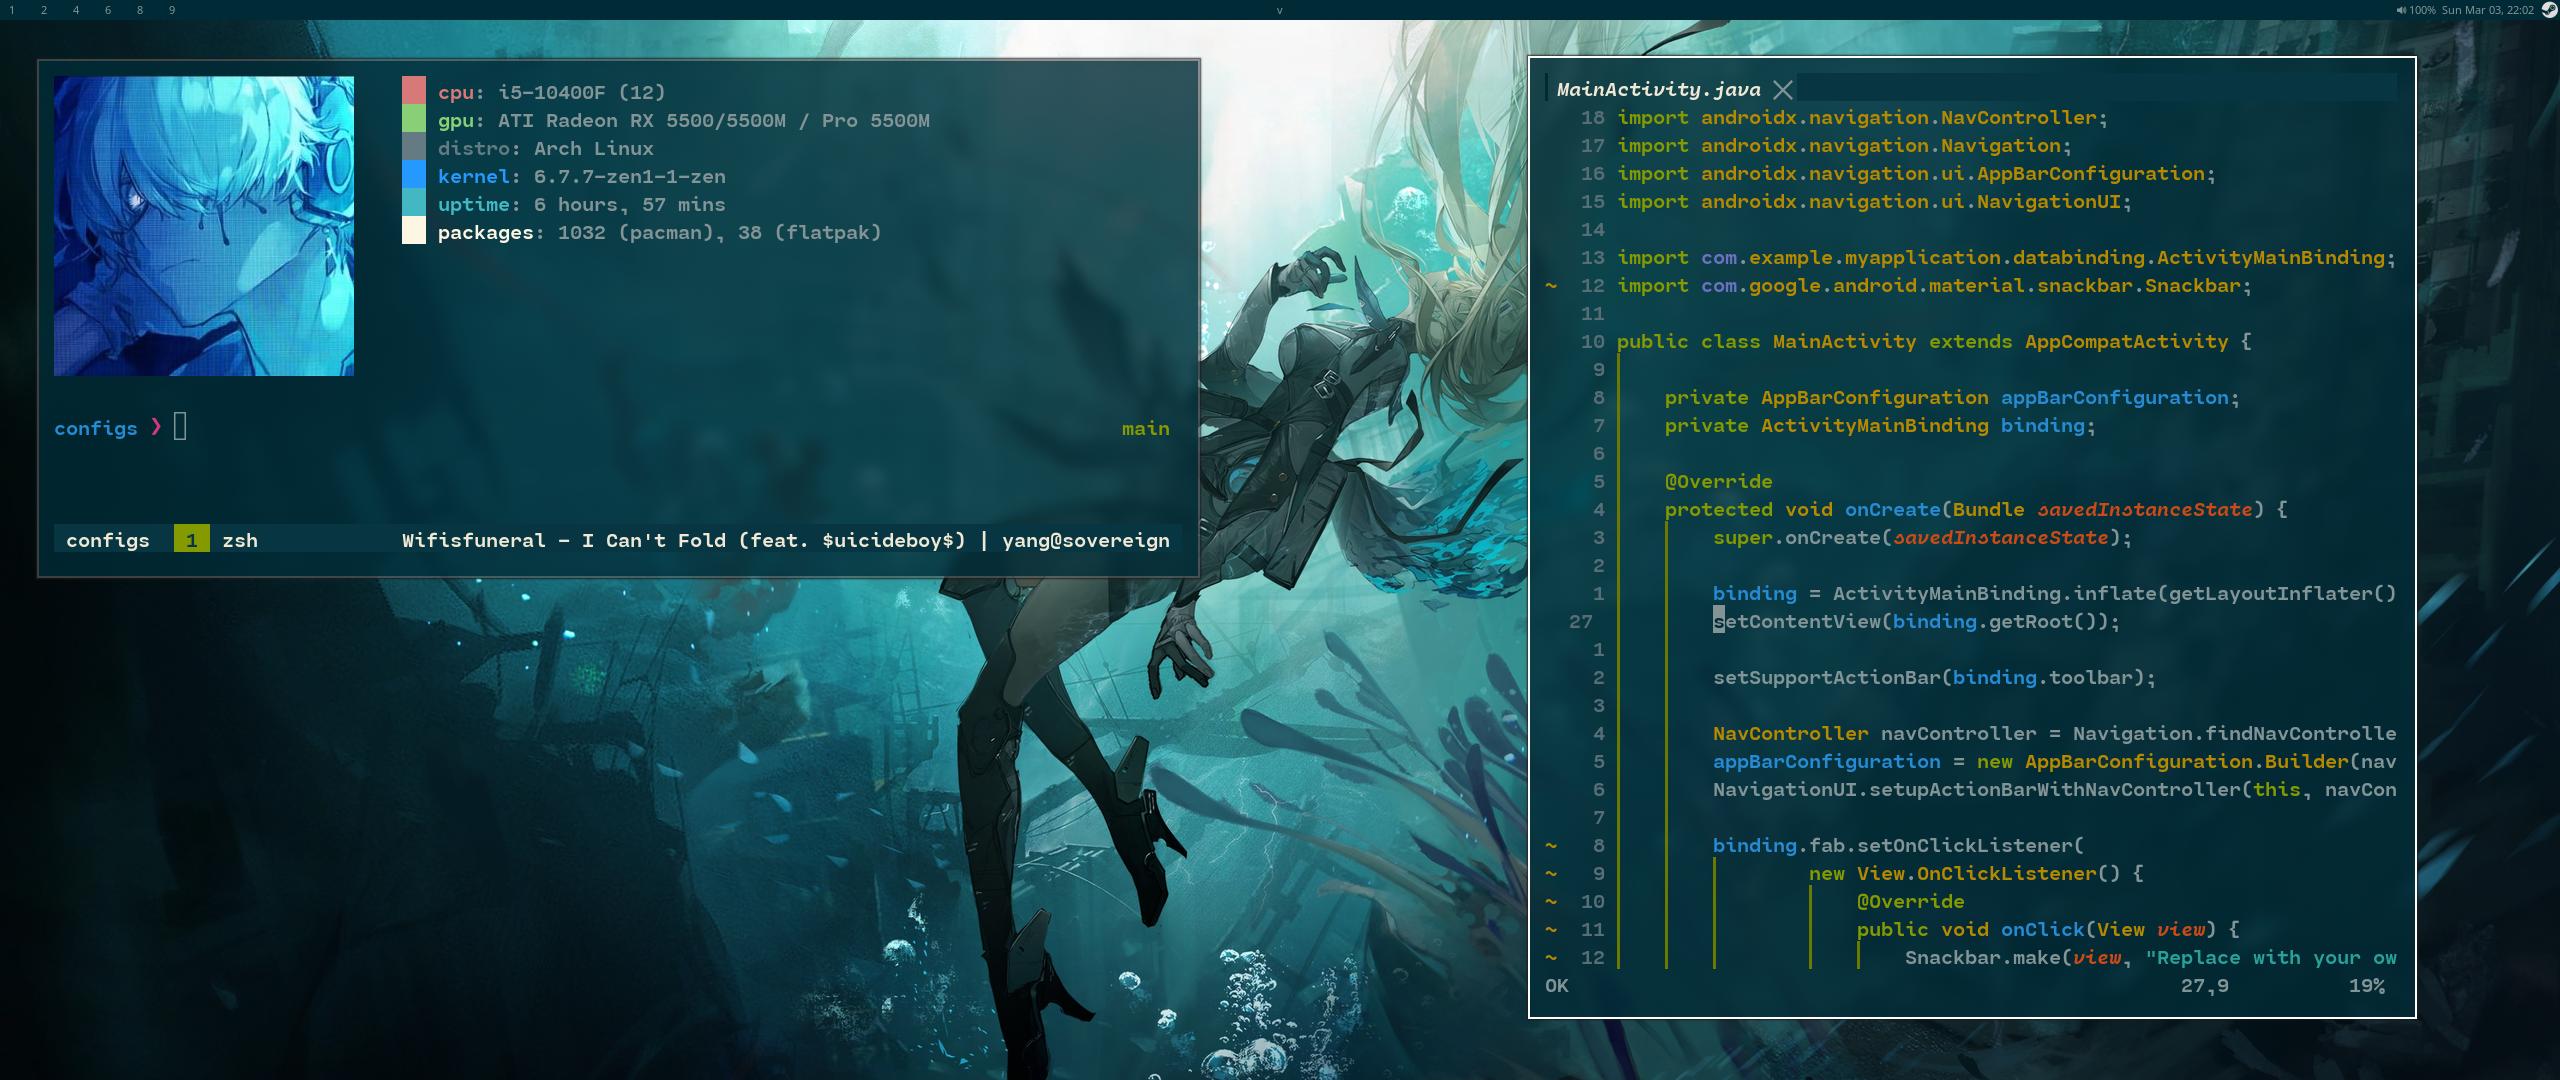 1 2 4 6 8 9
v
100% Sun Mar 03, 22:02
cpu: i5-10400F (12)
gpu: ATI Radeon RX 5500/5500M / Pro 5500M
distro: Arch Linux
kernel: 6.7.7-zen1-1-zen
uptime: 6 hours, 57 mins
packages: 1032 (pacman), 38 (flatpak)
configs ❯ main
configs 1 zsh Wifisfuneral - I Can't Fold (feat. $uicideboy$) | yang@sovereign
MainActivity.java
18 import androidx.navigation.NavController;
17 import androidx.navigation.Navigation;
16 import androidx.navigation.ui.AppBarConfiguration;
15 import androidx.navigation.ui.NavigationUI;
14
13 import com.example.myapplication.databinding.ActivityMainBinding;
~ 12 import com.google.android.material.snackbar.Snackbar;
11
10 public class MainActivity extends AppCompatActivity {
9
8 private AppBarConfiguration appBarConfiguration;
7 private ActivityMainBinding binding;
6
5 @Override
4 protected void onCreate(Bundle savedInstanceState) {
3 super.onCreate(savedInstanceState);
2
1 binding = ActivityMainBinding.inflate(getLayoutInflater()
27 setContentView(binding.getRoot());
1
2 setSupportActionBar(binding.toolbar);
3
4 NavController navController = Navigation.findNavControlle
5 appBarConfiguration = new AppBarConfiguration.Builder(nav
6 NavigationUI.setupActionBarWithNavController(this, navCon
7
~ 8 binding.fab.setOnClickListener(
~ 9 new View.OnClickListener() {
~ 10 @Override
~ 11 public void onClick(View view) {
~ 12 Snackbar.make(view, "Replace with your ow
OK 27,9 19%